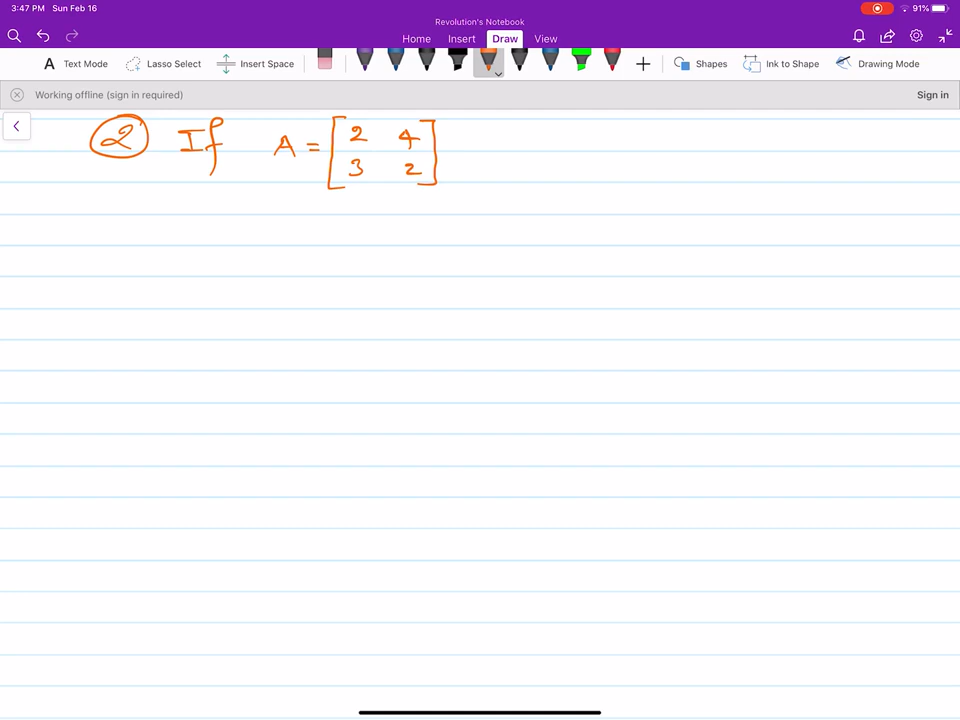 3:47 PM Sun Feb 16
91%
Revolution's Notebook
Home Insert Draw View
A Text Mode Lasso Select Insert Space Shapes Ink to Shape Drawing Mode
Working offline (sign in required) Sign in
2 If A = [2 4
3 2]